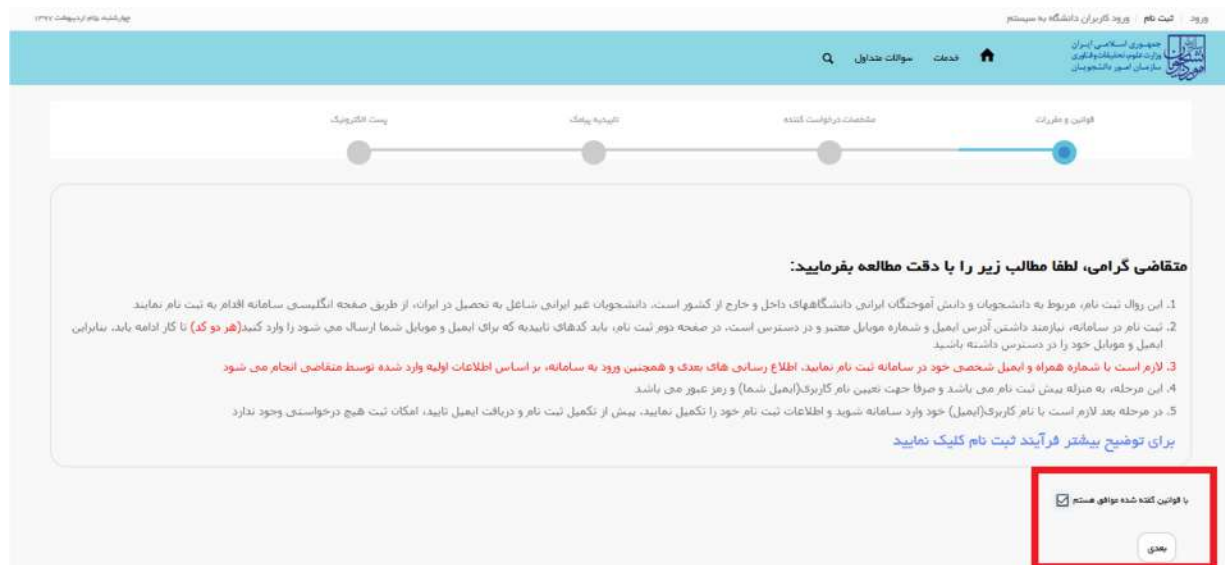 ورود | ثبت نام | ورود کاربران دانشگاه به سیستم
چهارشنبه، ۵ام اردیبهشت ۱۳۹۷
جمهوری اسلامی ایران
وزارت علوم، تحقیقات و فناوری
سازمان امور دانشجویان
خدمات سوالات متداول
قوانین و مقررات
مشخصات درخواست کننده
تاییدیه پیامک
پست الکترونیک
متقاضی گرامی، لطفا مطالب زیر را با دقت مطالعه بفرمایید:
1. این روال ثبت نام، مربوط به دانشجویان و دانش آموختگان ایرانی دانشگاههای داخل و خارج از کشور است. دانشجویان غیر ایرانی شاغل به تحصیل در ایران، از طریق صفحه انگلیسی سامانه اقدام به ثبت نام نمایند
2. ثبت نام در سامانه، نیازمند داشتن آدرس ایمیل و شماره موبایل معتبر و در دسترس است. در صفحه دوم ثبت نام، باید کدهای تاییدیه که برای ایمیل و موبایل شما ارسال می شود را وارد کنید(هر دو کد) تا کار ادامه یابد، بنابراین
ایمیل و موبایل خود را در دسترس داشته باشید
3. لازم است با شماره همراه و ایمیل شخصی خود در سامانه ثبت نام نمایید. اطلاع رسانی های بعدی و همچنین ورود به سامانه، بر اساس اطلاعات اولیه وارد شده توسط متقاضی انجام می شود
4. این مرحله، به منزله پیش ثبت نام می باشد و صرفا جهت تعیین نام کاربری(ایمیل شما) و رمز عبور می باشد
5. در مرحله بعد لازم است با نام کاربری(ایمیل) خود وارد سامانه شوید و اطلاعات ثبت نام خود را تکمیل نمایید، پیش از تکمیل ثبت نام و دریافت ایمیل تایید، امکان ثبت هیچ درخواستی وجود ندارد
برای توضیح بیشتر فرآیند ثبت نام کلیک نمایید
با قوانین گفته شده موافق هستم
بعدی